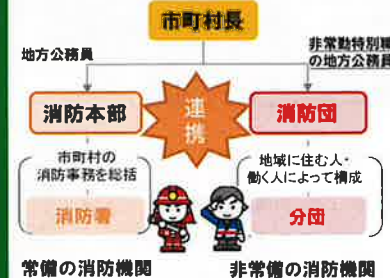 市町村長
地方公務員
非常勤特別職
の地方公務員
消防本部
連携
消防団
市町村の
消防事務を総括
地域に住む人・
働く人によって構成
消防署
分団
常備の消防機関
非常備の消防機関